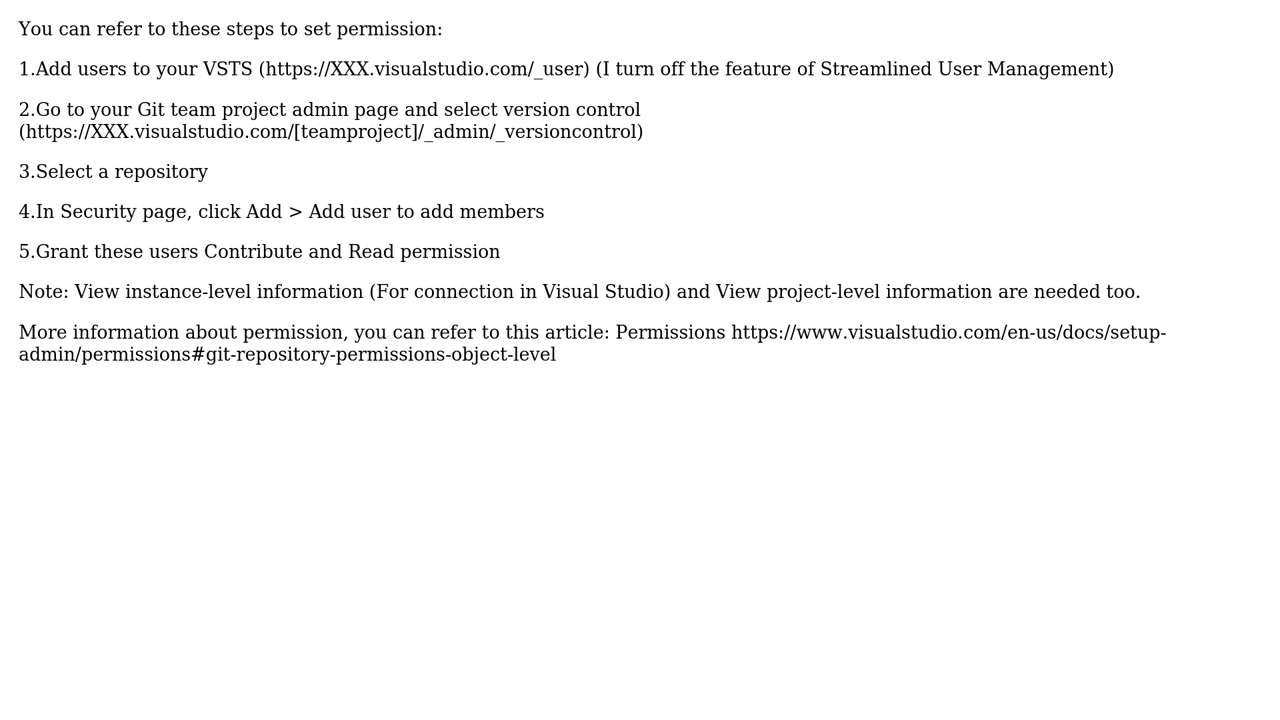 You can refer to these steps to set permission:
1.Add users to your VSTS (https://XXX.visualstudio.com/_user) (I turn off the feature of Streamlined User Management)
2.Go to your Git team project admin page and select version control
(https://XXX.visualstudio.com/[teamproject]/_admin/_versioncontrol)
3.Select a repository
4.In Security page, click Add > Add user to add members
5.Grant these users Contribute and Read permission
Note: View instance-level information (For connection in Visual Studio) and View project-level information are needed too.
More information about permission, you can refer to this article: Permissions https://www.visualstudio.com/en-us/docs/setup-
admin/permissions#git-repository-permissions-object-level